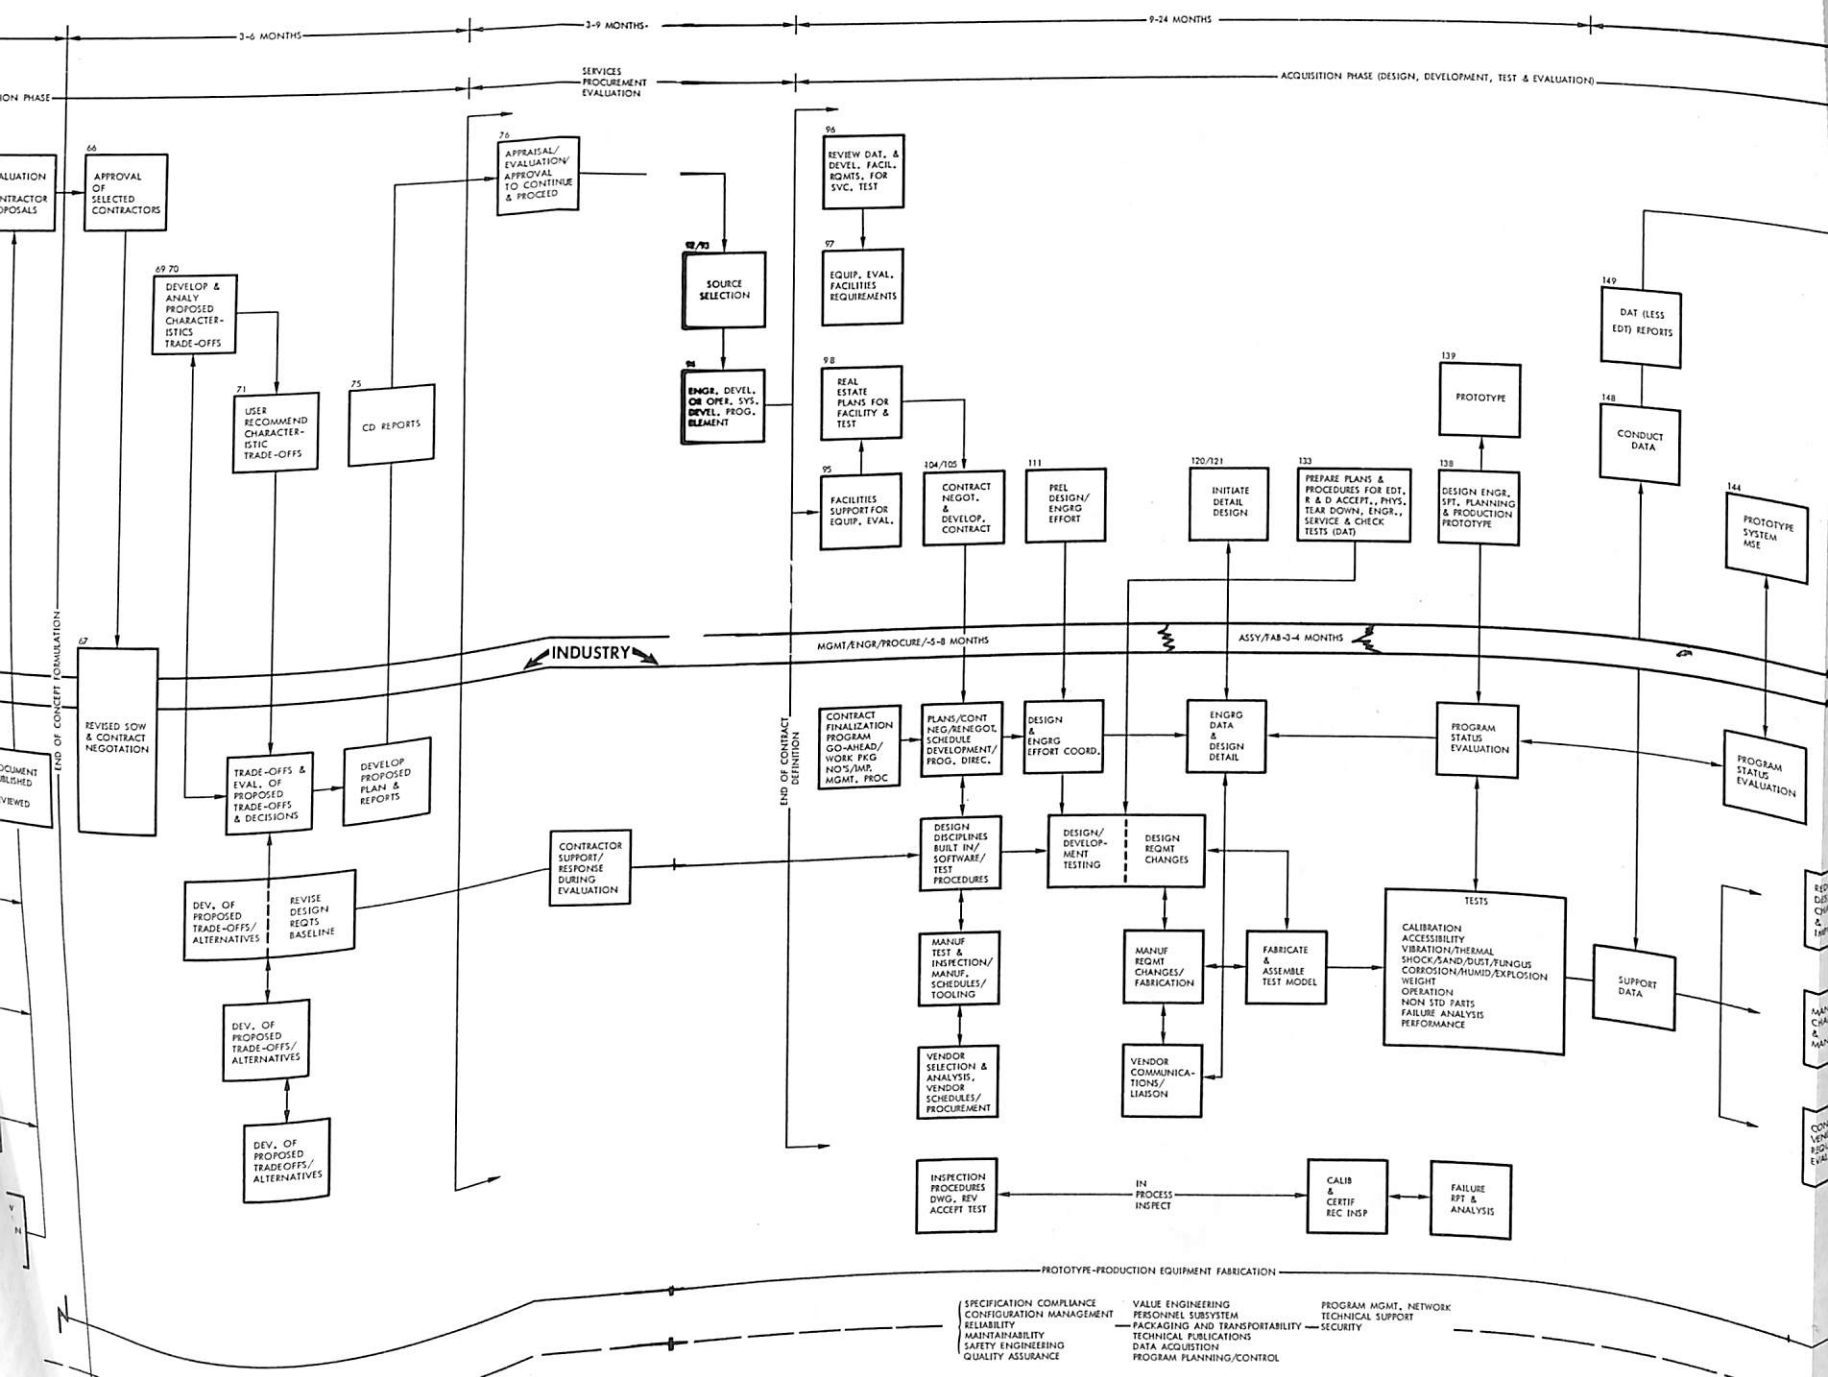 3-6 MONTHS
3-9 MONTHS
9-24 MONTHS
ION PHASE
SERVICES
PROCUREMENT
EVALUATION
ACQUISITION PHASE (DESIGN, DEVELOPMENT, TEST & EVALUATION)
ALUATION
NTRACTOR
OPOSALS
66
APPROVAL
OF
SELECTED
CONTRACTORS
76
APPRAISAL/
EVALUATION/
APPROVAL
TO CONTINUE
& PROCEED
96
REVIEW DAT. &
DEVEL. FACIL.
RQMTS. FOR
SVC. TEST
69 70
DEVELOP &
ANALY
PROPOSED
CHARACTER-
ISTICS
TRADE-OFFS
92/93
SOURCE
SELECTION
97
EQUIP. EVAL.
FACILITIES
REQUIREMENTS
149
DAT (LESS
EDT) REPORTS
71
USER
RECOMMEND
CHARACTER-
ISTIC
TRADE-OFFS
75
CD REPORTS
94
ENGR. DEVEL.
OR OPER. SYS.
DEVEL. PROG.
ELEMENT
98
REAL
ESTATE
PLANS FOR
FACILITY &
TEST
139
PROTOTYPE
148
CONDUCT
DATA
95
FACILITIES
SUPPORT FOR
EQUIP. EVAL.
104/105
CONTRACT
NEGOT.
&
DEVELOP.
CONTRACT
111
PREL
DESIGN/
ENGRG
EFFORT
120/121
INITIATE
DETAIL
DESIGN
133
PREPARE PLANS &
PROCEDURES FOR EDT.
R & D ACCEPT., PHYS.
TEAR DOWN, ENGR.,
SERVICE & CHECK
TESTS (DAT)
138
DESIGN ENGR.
SPT. PLANNING
& PRODUCTION
PROTOTYPE
144
PROTOTYPE
SYSTEM
MSE
END OF CONCEPT FORMULATION
67
REVISED SOW
& CONTRACT
NEGOTATION
INDUSTRY
MGMT/ENGR/PROCURE/-5-8 MONTHS
ASSY/FAB-3-4 MONTHS
END OF CONTRACT
DEFINITION
OCUMENT
UBLISHED
VIEWED
TRADE-OFFS &
EVAL. OF
PROPOSED
TRADE-OFFS
& DECISIONS
DEVELOP
PROPOSED
PLAN &
REPORTS
CONTRACT
FINALIZATION
PROGRAM
GO-AHEAD/
WORK PKG
NO'S/IMP.
MGMT. PROC
PLANS/CONT
NEG/RENEGOT.
SCHEDULE
DEVELOPMENT/
PROG. DIREC.
DESIGN
&
ENGRG
EFFORT COORD.
ENGRG
DATA
&
DESIGN
DETAIL
PROGRAM
STATUS
EVALUATION
PROGRAM
STATUS
EVALUATION
CONTRACTOR
SUPPORT/
RESPONSE
DURING
EVALUATION
DESIGN
DISCIPLINES
BUILT IN/
SOFTWARE/
TEST
PROCEDURES
DESIGN/
DEVELOP-
MENT
TESTING
DESIGN
REQMT
CHANGES
DEV. OF
PROPOSED
TRADE-OFFS/
ALTERNATIVES
REVISE
DESIGN
REQTS
BASELINE
MANUF
TEST &
INSPECTION/
MANUF.
SCHEDULES/
TOOLING
MANUF
REQMT
CHANGES/
FABRICATION
FABRICATE
&
ASSEMBLE
TEST MODEL
TESTS
CALIBRATION
ACCESSIBILITY
VIBRATION/THERMAL
SHOCK/SAND/DUST/FUNGUS
CORROSION/HUMID/EXPLOSION
WEIGHT
OPERATION
NON STD PARTS
FAILURE ANALYSIS
PERFORMANCE
SUPPORT
DATA
DEV. OF
PROPOSED
TRADE-OFFS/
ALTERNATIVES
VENDOR
SELECTION &
ANALYSIS,
VENDOR
SCHEDULES/
PROCUREMENT
VENDOR
COMMUNICA-
TIONS/
LIAISON
DEV. OF
PROPOSED
TRADEOFFS/
ALTERNATIVES
INSPECTION
PROCEDURES
DWG. REV
ACCEPT TEST
IN
PROCESS
INSPECT
CALIB
&
CERTIF
REC INSP
FAILURE
RPT &
ANALYSIS
PROTOTYPE-PRODUCTION EQUIPMENT FABRICATION
SPECIFICATION COMPLIANCE
CONFIGURATION MANAGEMENT
RELIABILITY
MAINTAINABILITY
SAFETY ENGINEERING
QUALITY ASSURANCE
VALUE ENGINEERING
PERSONNEL SUBSYSTEM
PACKAGING AND TRANSPORTABILITY
TECHNICAL PUBLICATIONS
DATA ACQUISTION
PROGRAM PLANNING/CONTROL
PROGRAM MGMT. NETWORK
TECHNICAL SUPPORT
SECURITY